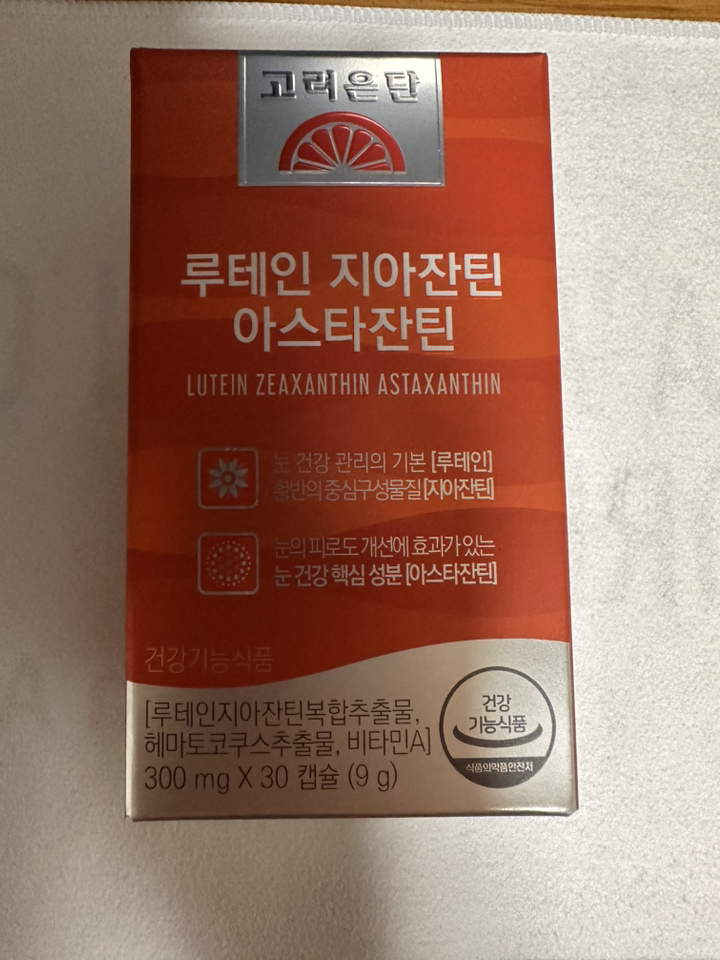 고려은단
루테인 지아잔틴
아스타잔틴
LUTEIN ZEAXANTHIN ASTAXANTHIN
눈 건강 관리의 기본 [루테인]
황반의 중심구성물질 [지아잔틴]
눈의 피로도 개선에 효과가 있는
눈 건강 핵심 성분 [아스타잔틴]
건강기능식품
[루테인지아잔틴복합추출물,
헤마토코쿠스추출물, 비타민A]
300 mg X 30 캡슐 (9 g)
건강
기능식품
식품의약품안전처